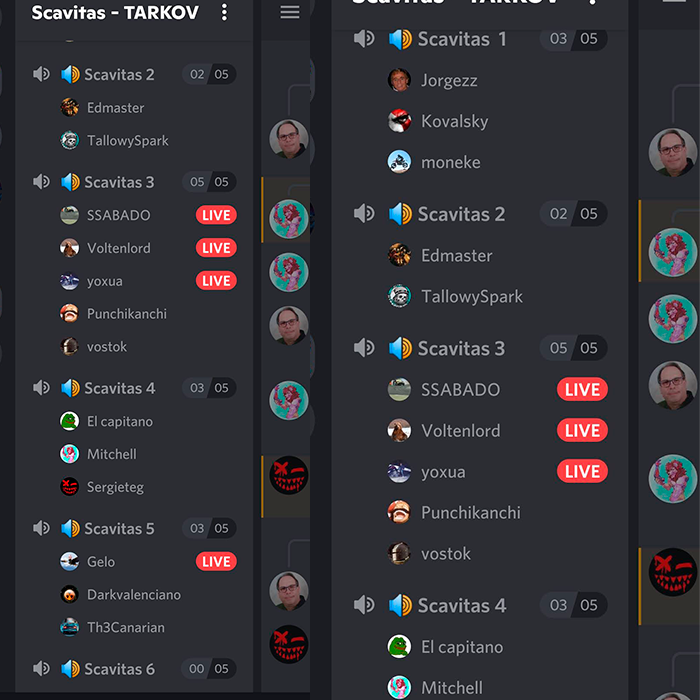 Scavitas - TARKOV
Scavitas 2 02 05
Edmaster
TallowySpark
Scavitas 3 05 05
SSABADO LIVE
Voltenlord LIVE
yoxua LIVE
Punchikanchi
vostok
Scavitas 4 03 05
El capitano
Mitchell
Sergieteg
Scavitas 5 03 05
Gelo LIVE
Darkvalenciano
Th3Canarian
Scavitas 6 00 05
Scavitas - TARKOV
Scavitas 1 03 05
Jorgezz
Kovalsky
moneke
Scavitas 2 02 05
Edmaster
TallowySpark
Scavitas 3 05 05
SSABADO LIVE
Voltenlord LIVE
yoxua LIVE
Punchikanchi
vostok
Scavitas 4 03 05
El capitano
Mitchell